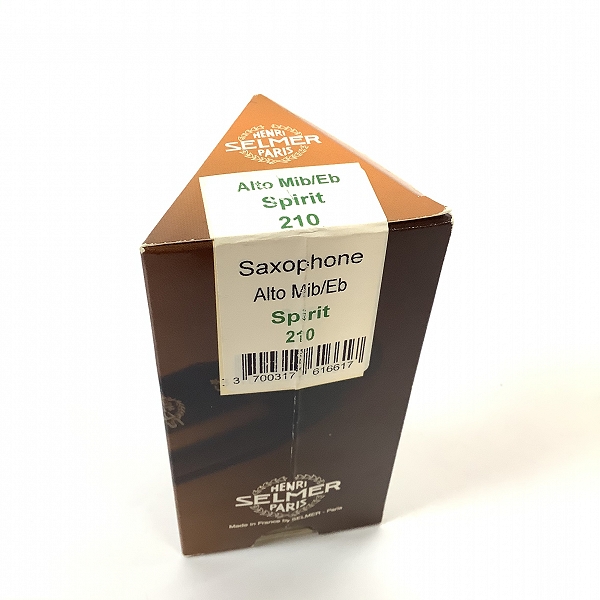 HENRI
SELMER
PARIS
Alto Mib/Eb
Spirit
210
Saxophone
Alto Mib/Eb
Spirit
210
3 700317 616617
HENRI
SELMER
PARIS
Made in France by SELMER - Paris